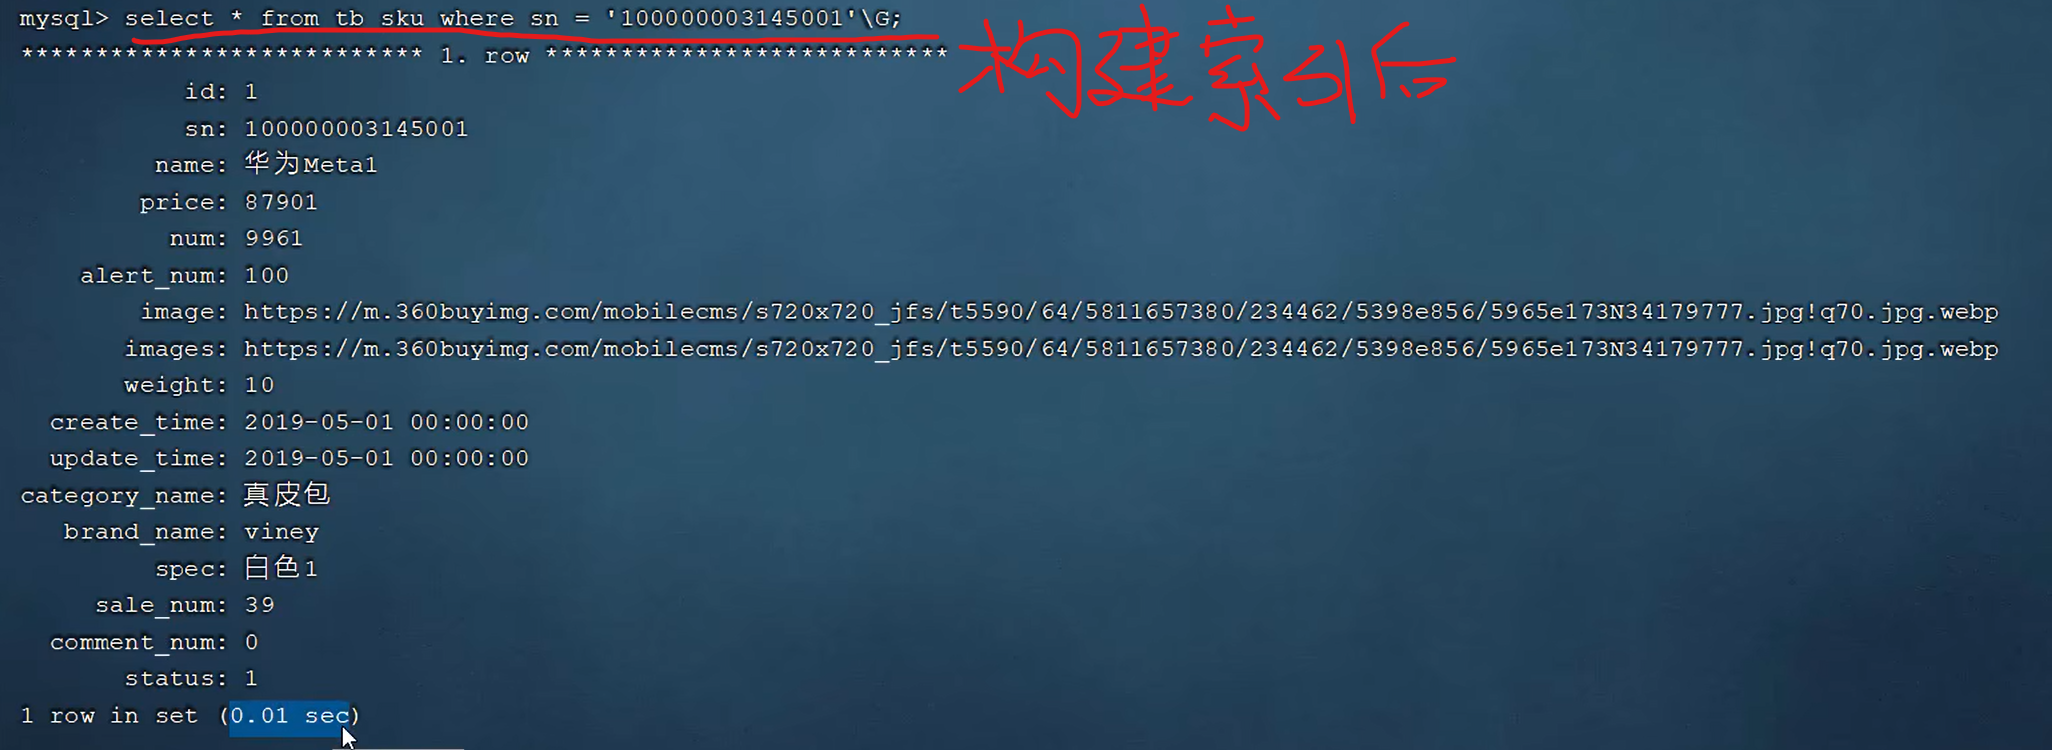 mysql> select * from tb_sku where sn = '100000003145001'\G;
构建索引后
*************************** 1. row ***************************
id: 1
sn: 100000003145001
name: 华为Meta1
price: 87901
num: 9961
alert_num: 100
image: https://m.360buyimg.com/mobilecms/s720x720_jfs/t5590/64/5811657380/234462/5398e856/5965e173N34179777.jpg!q70.jpg.webp
images: https://m.360buyimg.com/mobilecms/s720x720_jfs/t5590/64/5811657380/234462/5398e856/5965e173N34179777.jpg!q70.jpg.webp
weight: 10
create_time: 2019-05-01 00:00:00
update_time: 2019-05-01 00:00:00
category_name: 真皮包
brand_name: viney
spec: 白色1
sale_num: 39
comment_num: 0
status: 1
1 row in set (0.01 sec)